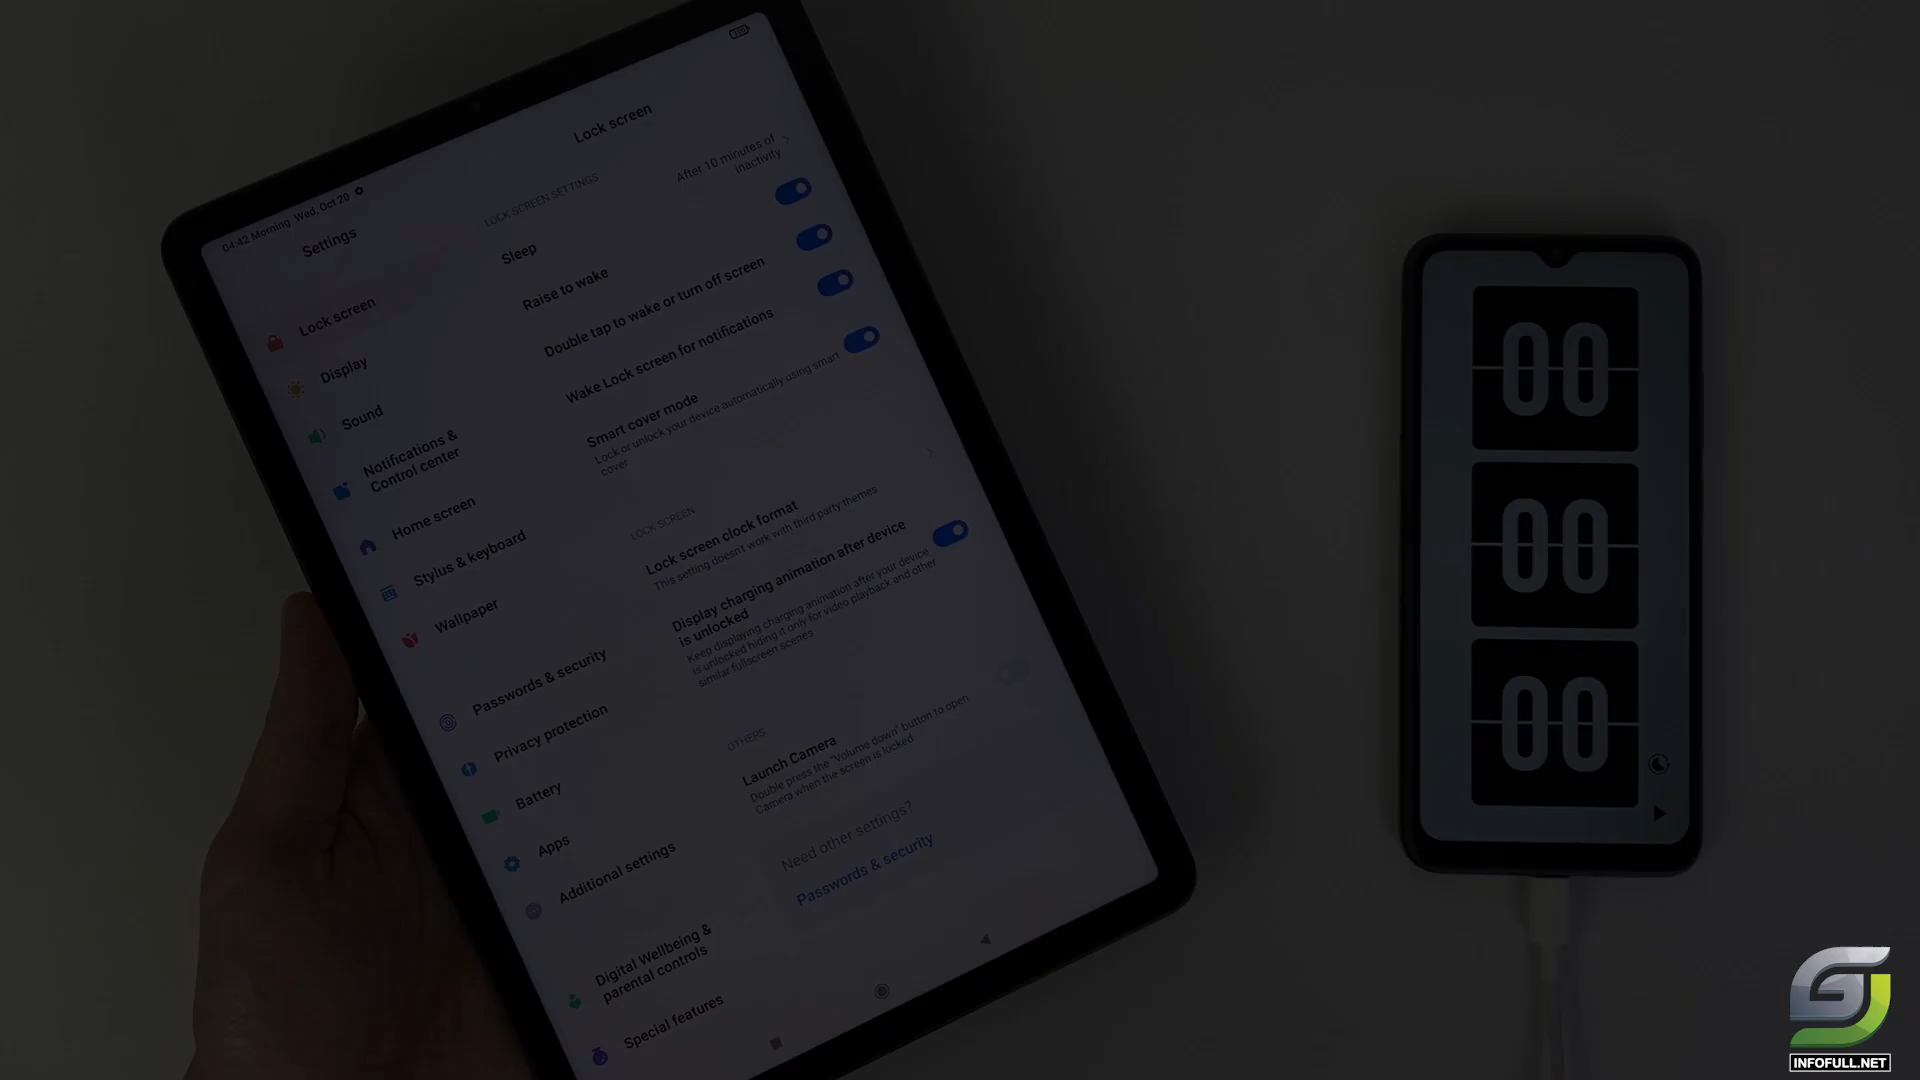 04:42 Morning Wed, Oct 20
Settings
Lock screen
Display
Sound
Notifications &
Control center
Home screen
Stylus & keyboard
Wallpaper
Passwords & security
Privacy protection
Battery
Apps
Additional settings
Digital Wellbeing &
parental controls
Special features
100
Lock screen
LOCK SCREEN SETTINGS
Sleep
After 10 minutes of
inactivity
Raise to wake
Double tap to wake or turn off screen
Wake Lock screen for notifications
Smart cover mode
Lock or unlock your device automatically using smart
cover
LOCK SCREEN
Lock screen clock format
This setting doesn't work with third party themes
Display charging animation after device
is unlocked
Keep displaying charging animation after your device
is unlocked hiding it only for video playback and other
similar fullscreen scenes
OTHERS
Launch Camera
Double press the "Volume down" button to open
Camera when the screen is locked
Need other settings?
Passwords & security
00
00
00
INFOFULL.NET